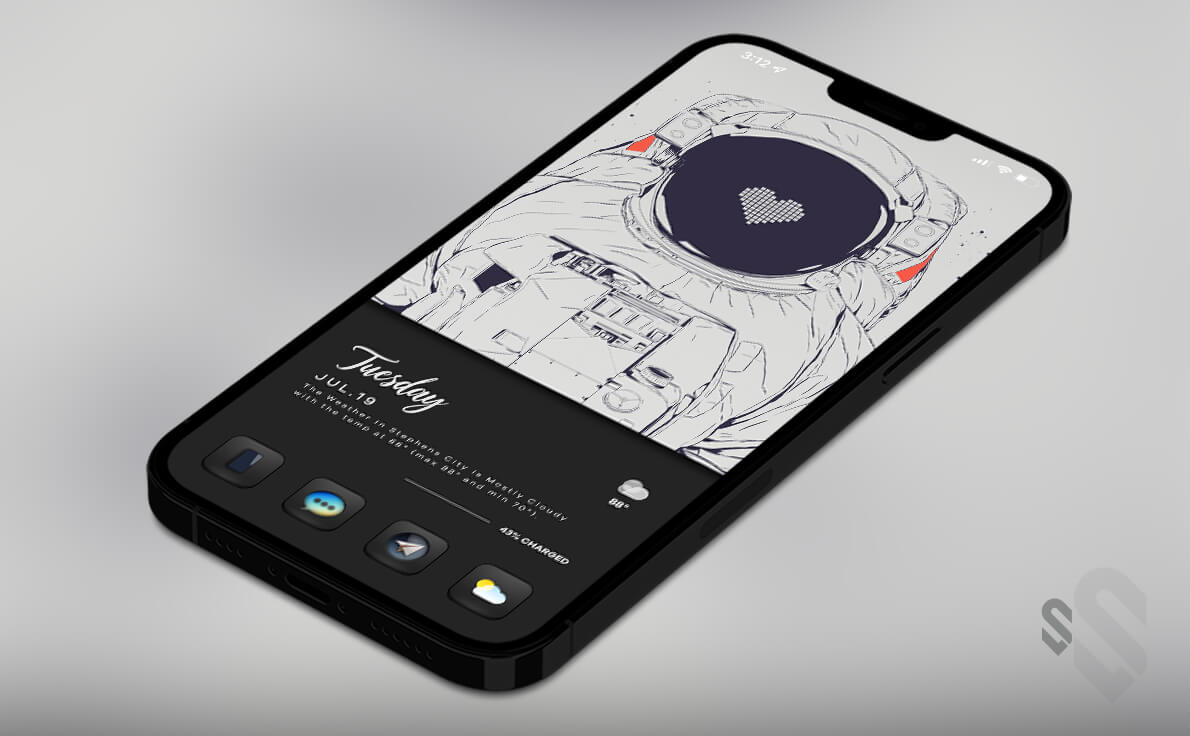 3:12
Tuesday
JUL.19
The Weather in Stephens City is Mostly Cloudy
with the temp at 88° (max 88° and min 70°).
88°
43% CHARGED